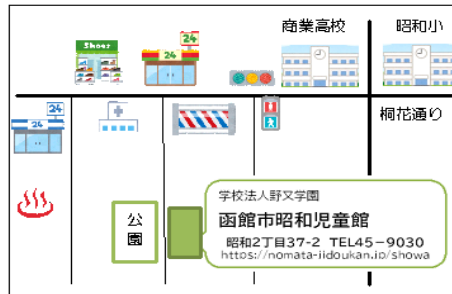 商業高校
昭和小
Shoes
24
24
24
桐花通り
公園
学校法人野又学園
函館市昭和児童館
昭和2丁目37-2 TEL45-9030
https://nomata-jidoukan.jp/showa